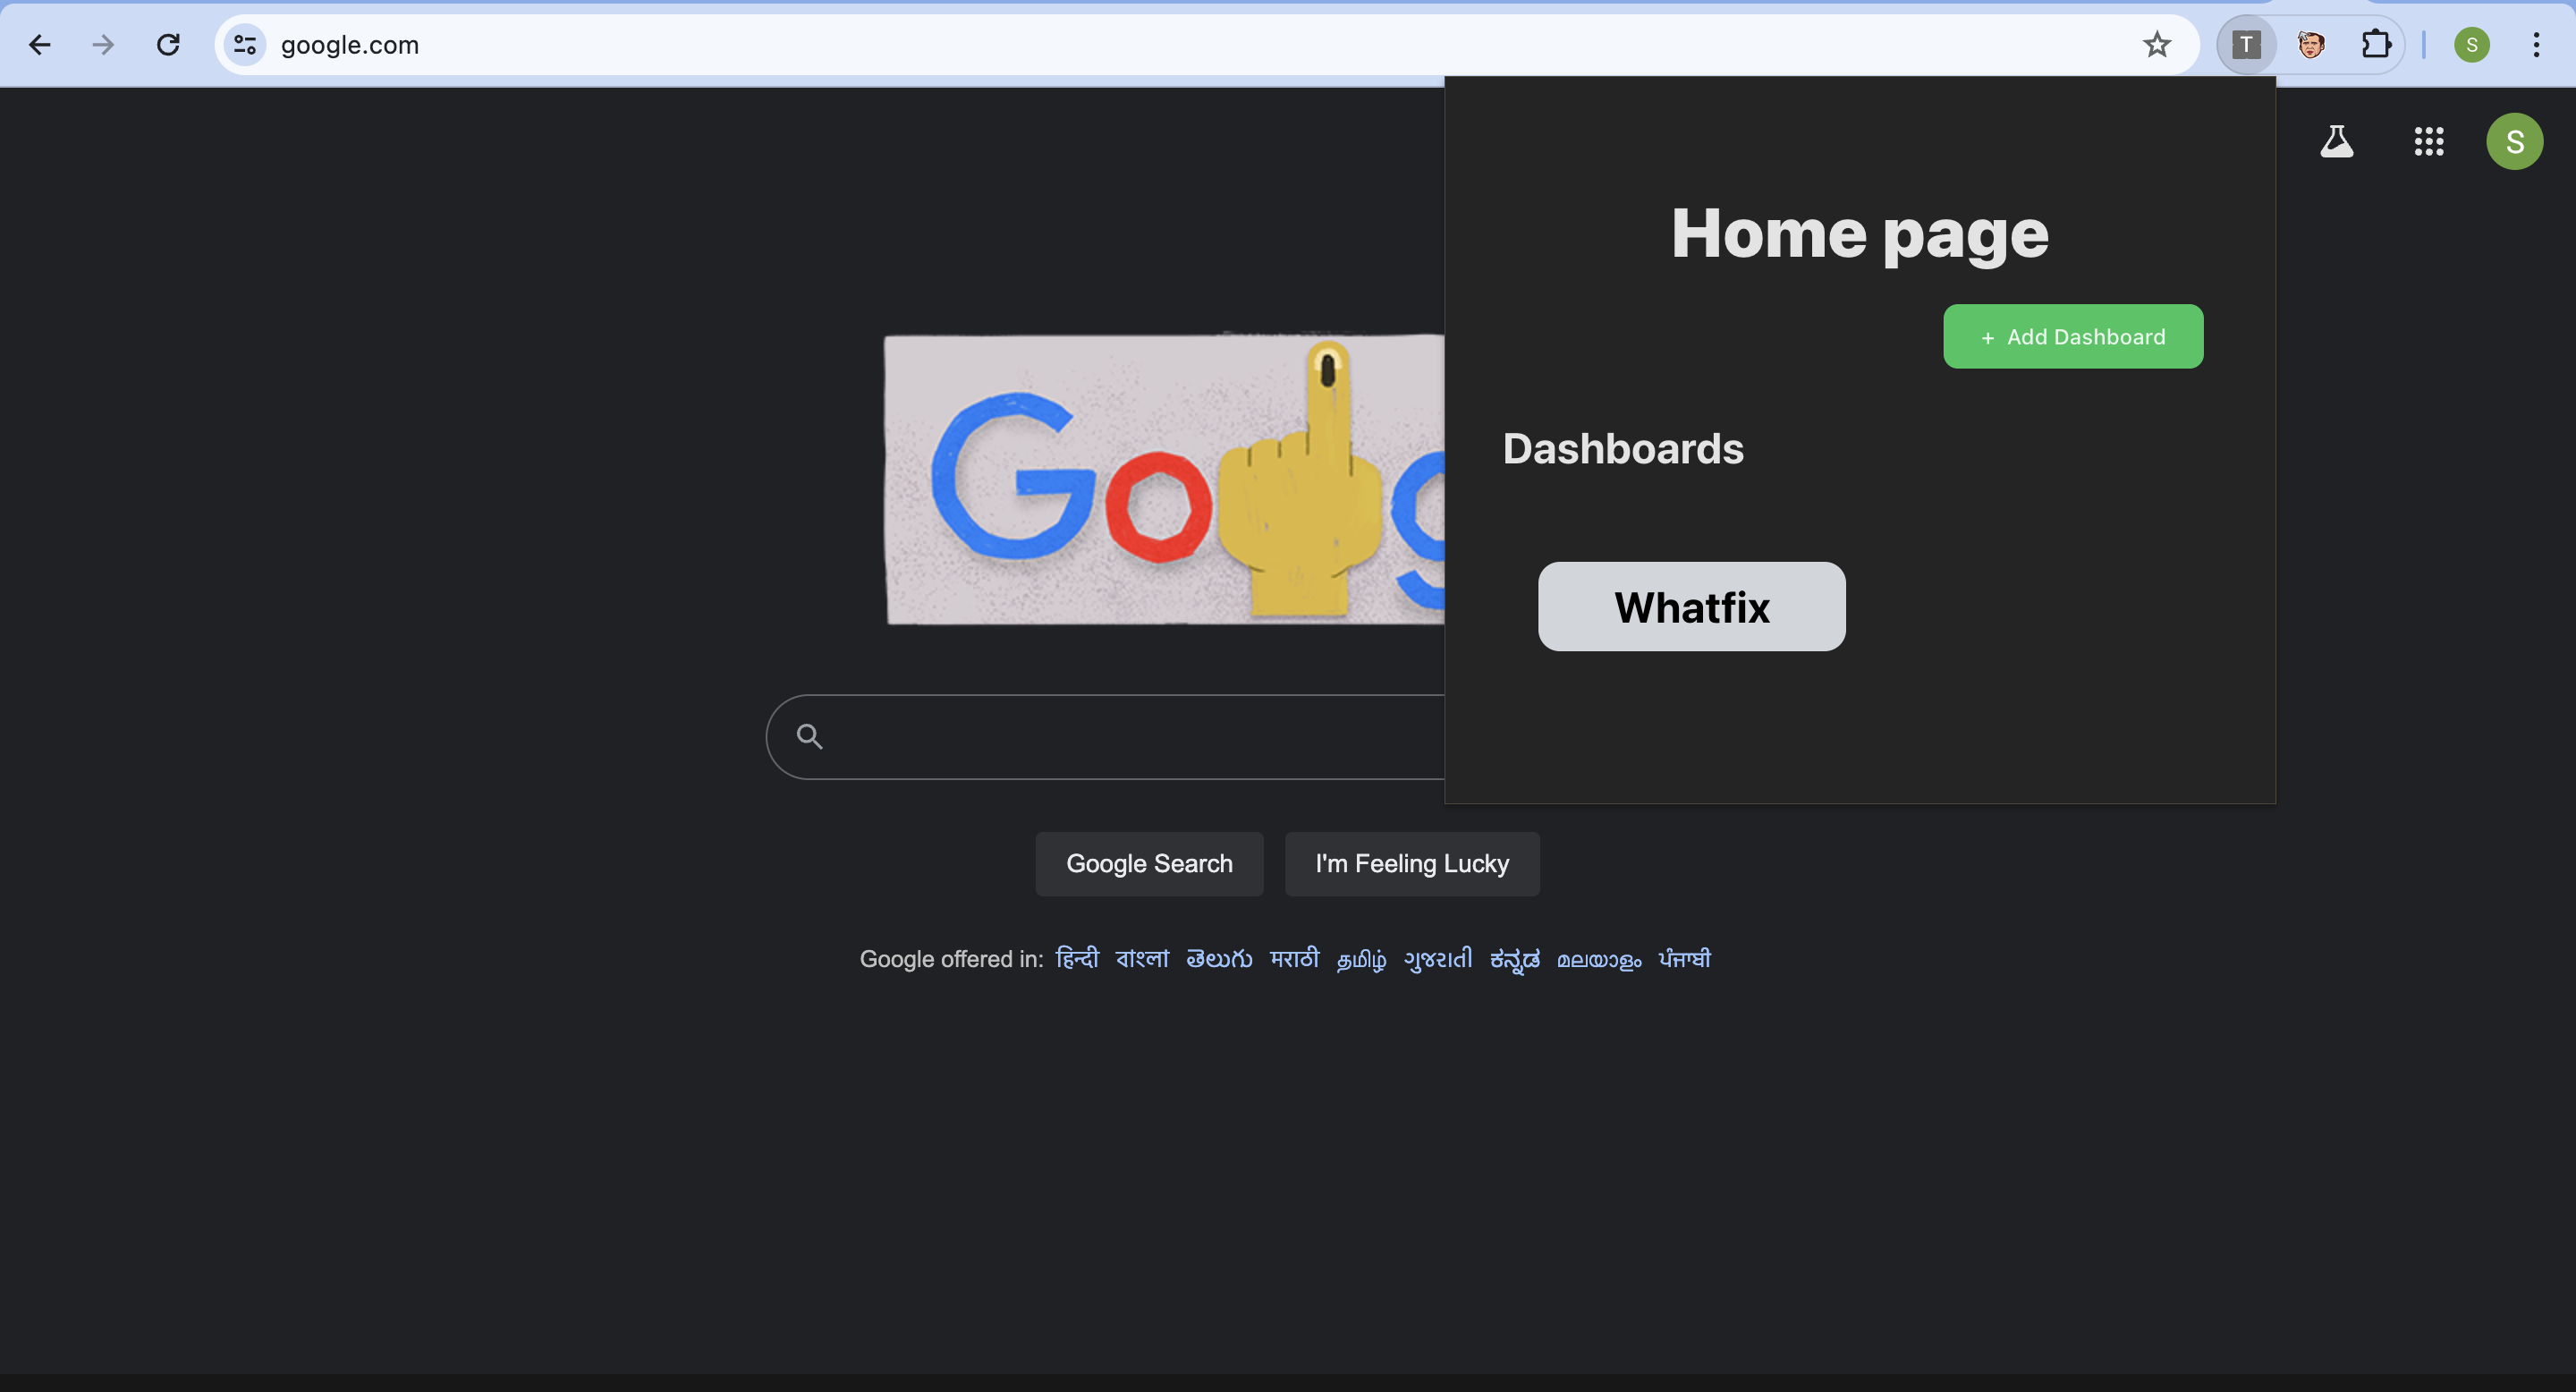 google.com
T
S
S
Home page
+ Add Dashboard
Dashboards
Whatfix
Goog
Google Search
I'm Feeling Lucky
Google offered in: हिन्दी বাংলা తెలుగు मराठी தமிழ் ગુજરાતી ಕನ್ನಡ മലയാളം ਪੰਜਾਬੀ